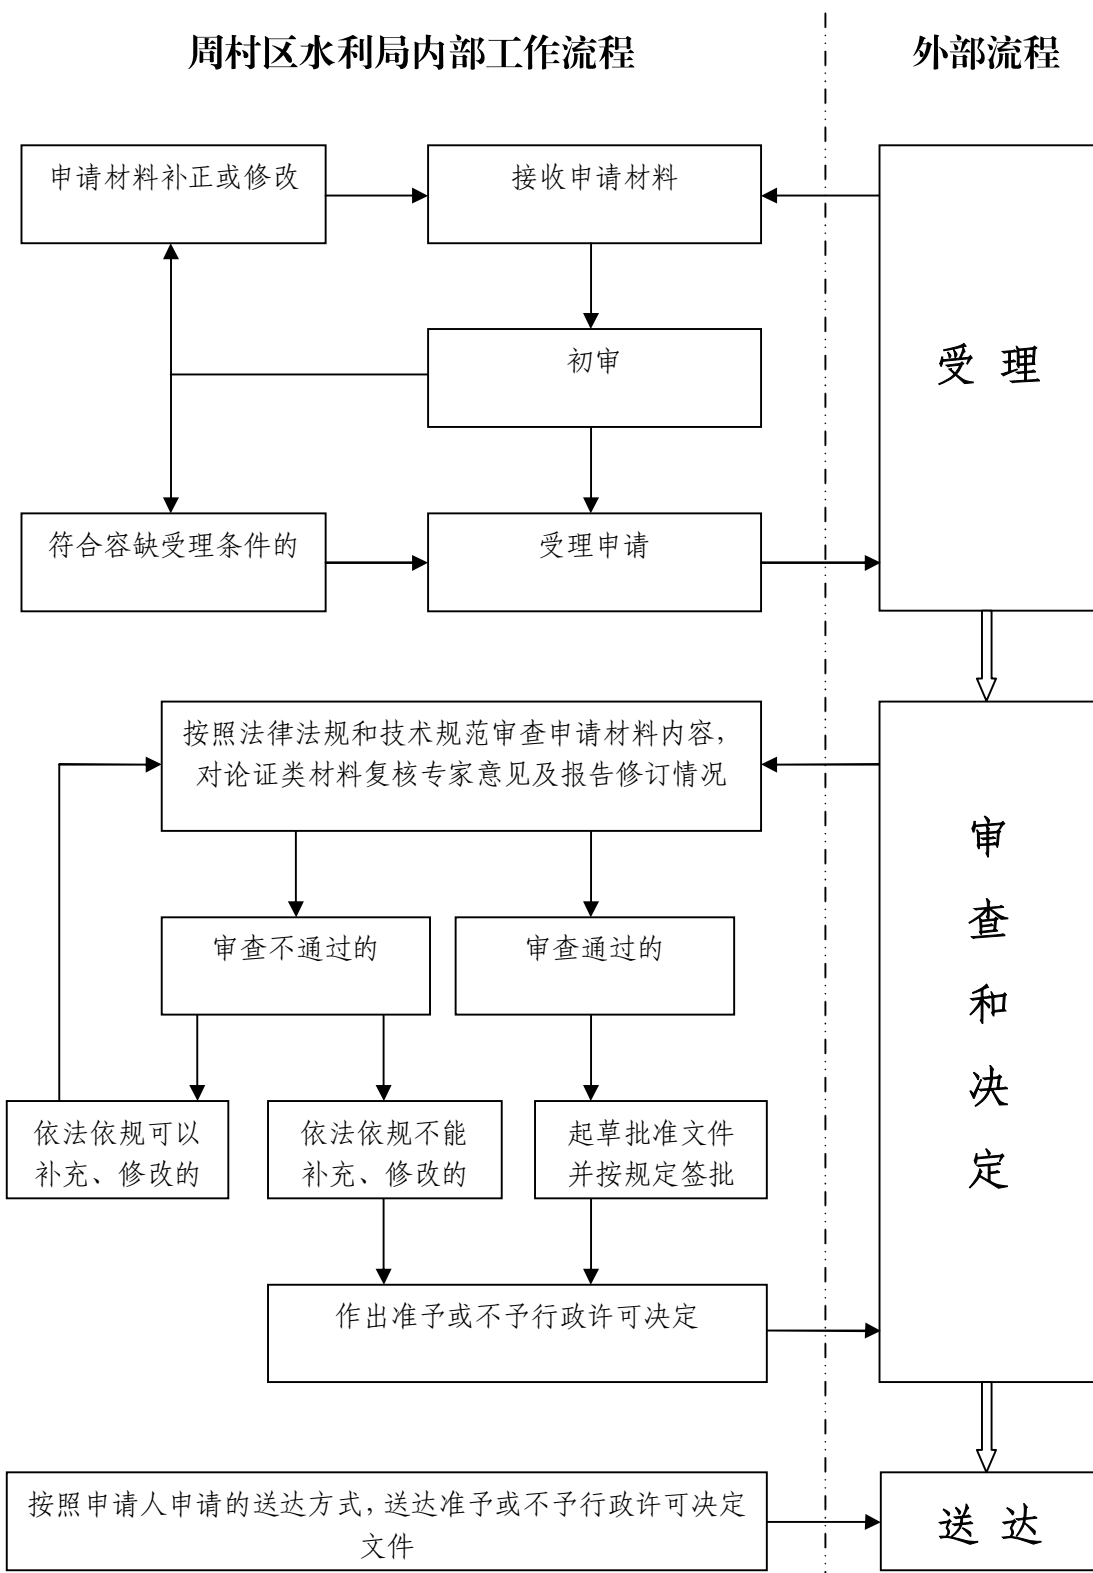 周村区水利局内部工作流程
外部流程
申请材料补正或修改
接收申请材料
初审
受 理
符合容缺受理条件的
受理申请
按照法律法规和技术规范审查申请材料内容，
对论证类材料复核专家意见及报告修订情况
审
查
和
决
定
审查不通过的
审查通过的
依法依规可以
补充、修改的
依法依规不能
补充、修改的
起草批准文件
并按规定签批
作出准予或不予行政许可决定
按照申请人申请的送达方式，送达准予或不予行政许可决定
文件
送 达